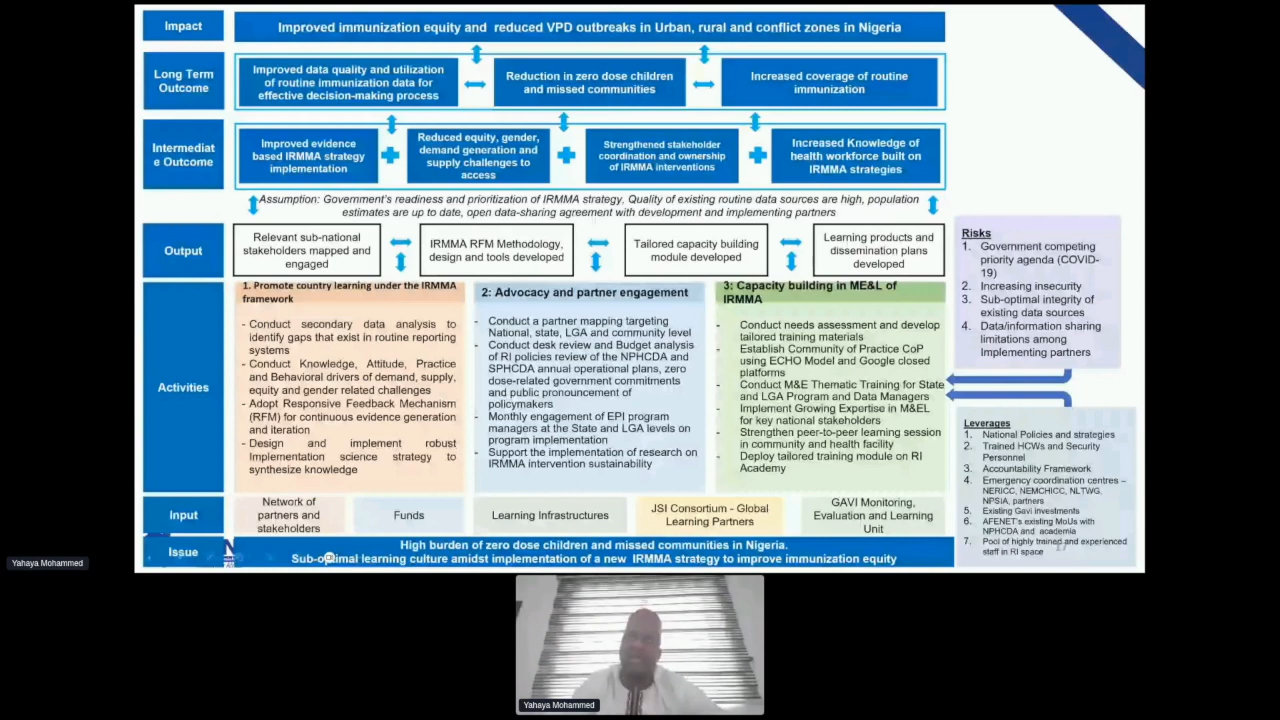 Impact
Improved immunization equity and reduced VPD outbreaks in Urban, rural and conflict zones in Nigeria
Long Term
Outcome
Improved data quality and utilization
of routine immunization data for
effective decision-making process
Reduction in zero dose children
and missed communities
Increased coverage of routine
immunization
Intermediat
e Outcome
Improved evidence
based IRMMA strategy
implementation
Reduced equity, gender,
demand generation and
supply challenges to
access
Strengthened stakeholder
coordination and ownership
of IRMMA interventions
Increased Knowledge of
health workforce built on
IRMMA strategies
Assumption: Government's readiness and prioritization of IRMMA strategy, Quality of existing routine data sources are high, population
estimates are up to date, open data-sharing agreement with development and implementing partners
Output
Relevant sub-national
stakeholders mapped and
engaged
IRMMA RFM Methodology,
design and tools developed
Tailored capacity building
module developed
Learning products and
dissemination plans
developed
Activities
1. Promote country learning under the IRMMA
framework
- Conduct secondary data analysis to
identify gaps that exist in routine reporting
systems
- Conduct Knowledge, Attitude, Practice
and Behavioral drivers of demand, supply,
equity and gender related challenges
- Adopt Responsive Feedback Mechanism
(RFM) for continuous evidence generation
and iteration
- Design and implement robust
Implementation science strategy to
synthesize knowledge
2: Advocacy and partner engagement
- Conduct a partner mapping targeting
National, state, LGA and community level
- Conduct desk review and Budget analysis
of RI policies review of the NPHCDA and
SPHCDA annual operational plans, zero
dose-related government commitments
and public pronouncement of
policymakers
- Monthly engagement of EPI program
managers at the State and LGA levels on
program implementation
- Support the implementation of research on
IRMMA intervention sustainability
3: Capacity building in ME&L of
IRMMA
- Conduct needs assessment and develop
tailored training materials
- Establish Community of Practice CoP
using ECHO Model and Google closed
platforms
- Conduct M&E Thematic Training for State
and LGA Program and Data Managers
- Implement Growing Expertise in M&EL
for key national stakeholders
- Strengthen peer-to-peer learning session
in community and health facility
- Deploy tailored training module on RI
Academy
Input
Network of
partners and
stakeholders
Funds
Learning Infrastructures
JSI Consortium - Global
Learning Partners
GAVI Monitoring,
Evaluation and Learning
Unit
Issue
High burden of zero dose children and missed communities in Nigeria.
Sub-optimal learning culture amidst implementation of a new IRMMA strategy to improve immunization equity
Risks
1. Government competing
priority agenda (COVID-
19)
2. Increasing insecurity
3. Sub-optimal integrity of
existing data sources
4. Data/information sharing
limitations among
Implementing partners
Leverages
1. National Policies and strategies
2. Trained HCWs and Security
Personnel
3. Accountability Framework
4. Emergency coordination centres –
NERICC, NEMCHICC, NLTWG,
NPSIA, partners
5. Existing Gavi investments
6. AFENET's existing MoUs with
NPHCDA and academia
7. Pool of highly trained and experienced
staff in RI space
Yahaya Mohammed
Yahaya Mohammed